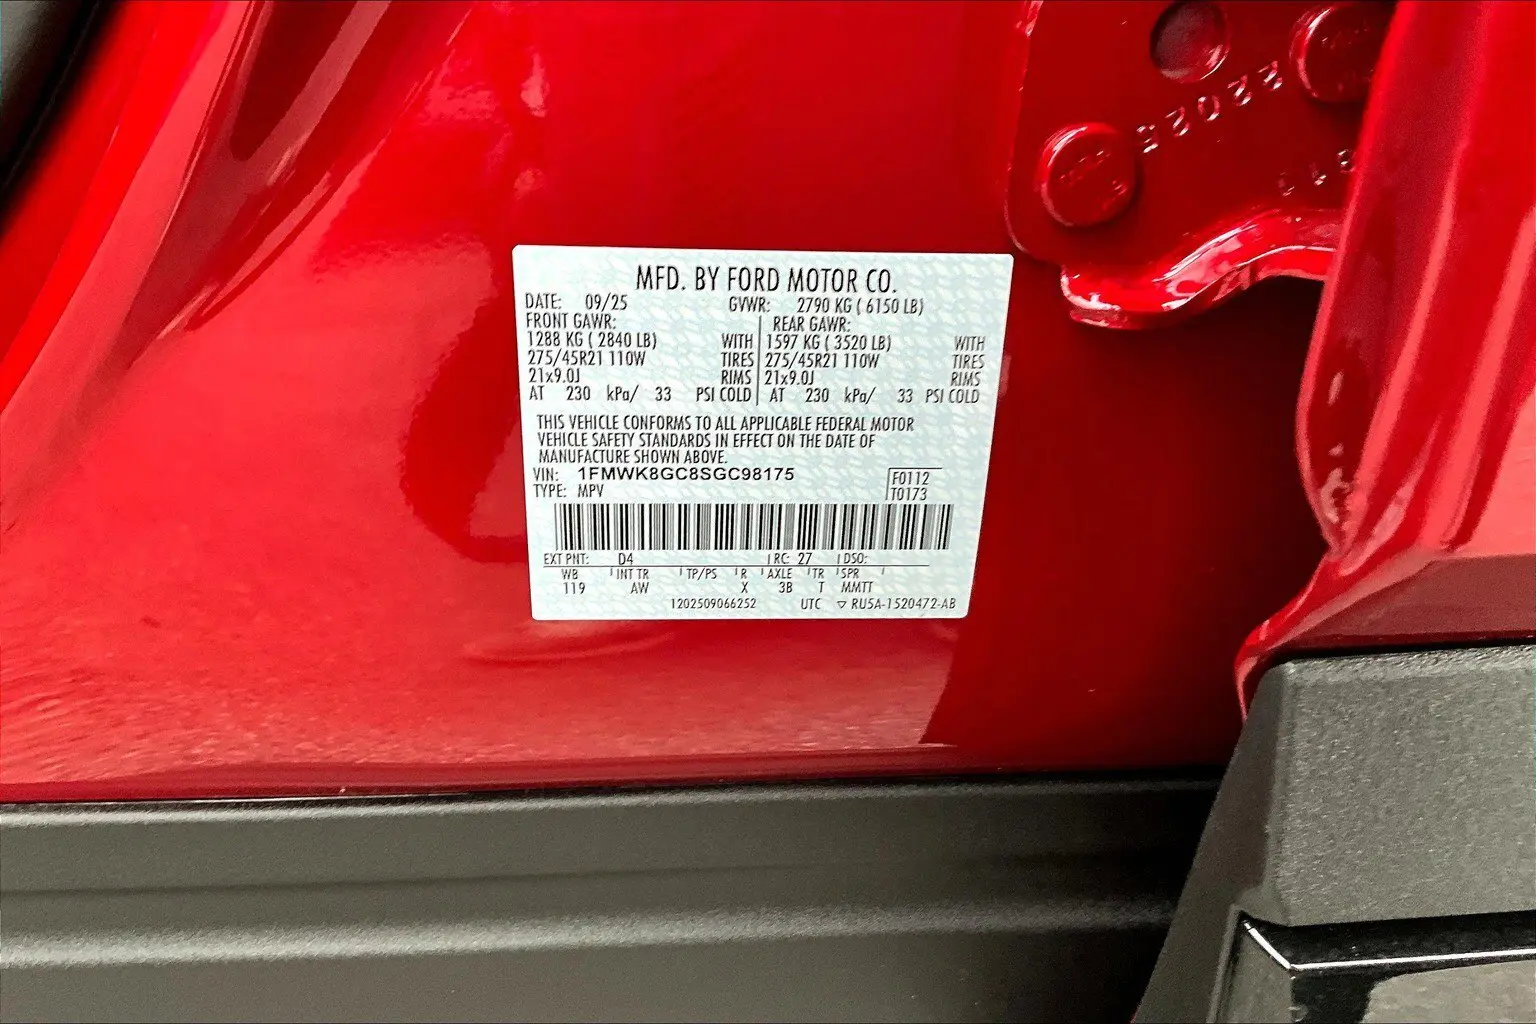 MFD. BY FORD MOTOR CO.
DATE: 09/25 GVWR: 2790 KG ( 6150 LB)
FRONT GAWR: REAR GAWR:
1288 KG ( 2840 LB) WITH 1597 KG ( 3520 LB) WITH
275/45R21 110W TIRES 275/45R21 110W TIRES
21x9.0J RIMS 21x9.0J RIMS
AT 230 kPa/ 33 PSI COLD AT 230 kPa/ 33 PSI COLD
THIS VEHICLE CONFORMS TO ALL APPLICABLE FEDERAL MOTOR
VEHICLE SAFETY STANDARDS IN EFFECT ON THE DATE OF
MANUFACTURE SHOWN ABOVE.
VIN: 1FMWK8GC8SGC98175 F0112
TYPE: MPV T0173
EXT PNT: D4 RC: 27 DSO:
WB INT TR TP/PS R AXLE TR SPR
119 AW X 3B T MMTT
1202509066252 UTC ▽ RU5A-1520472-AB